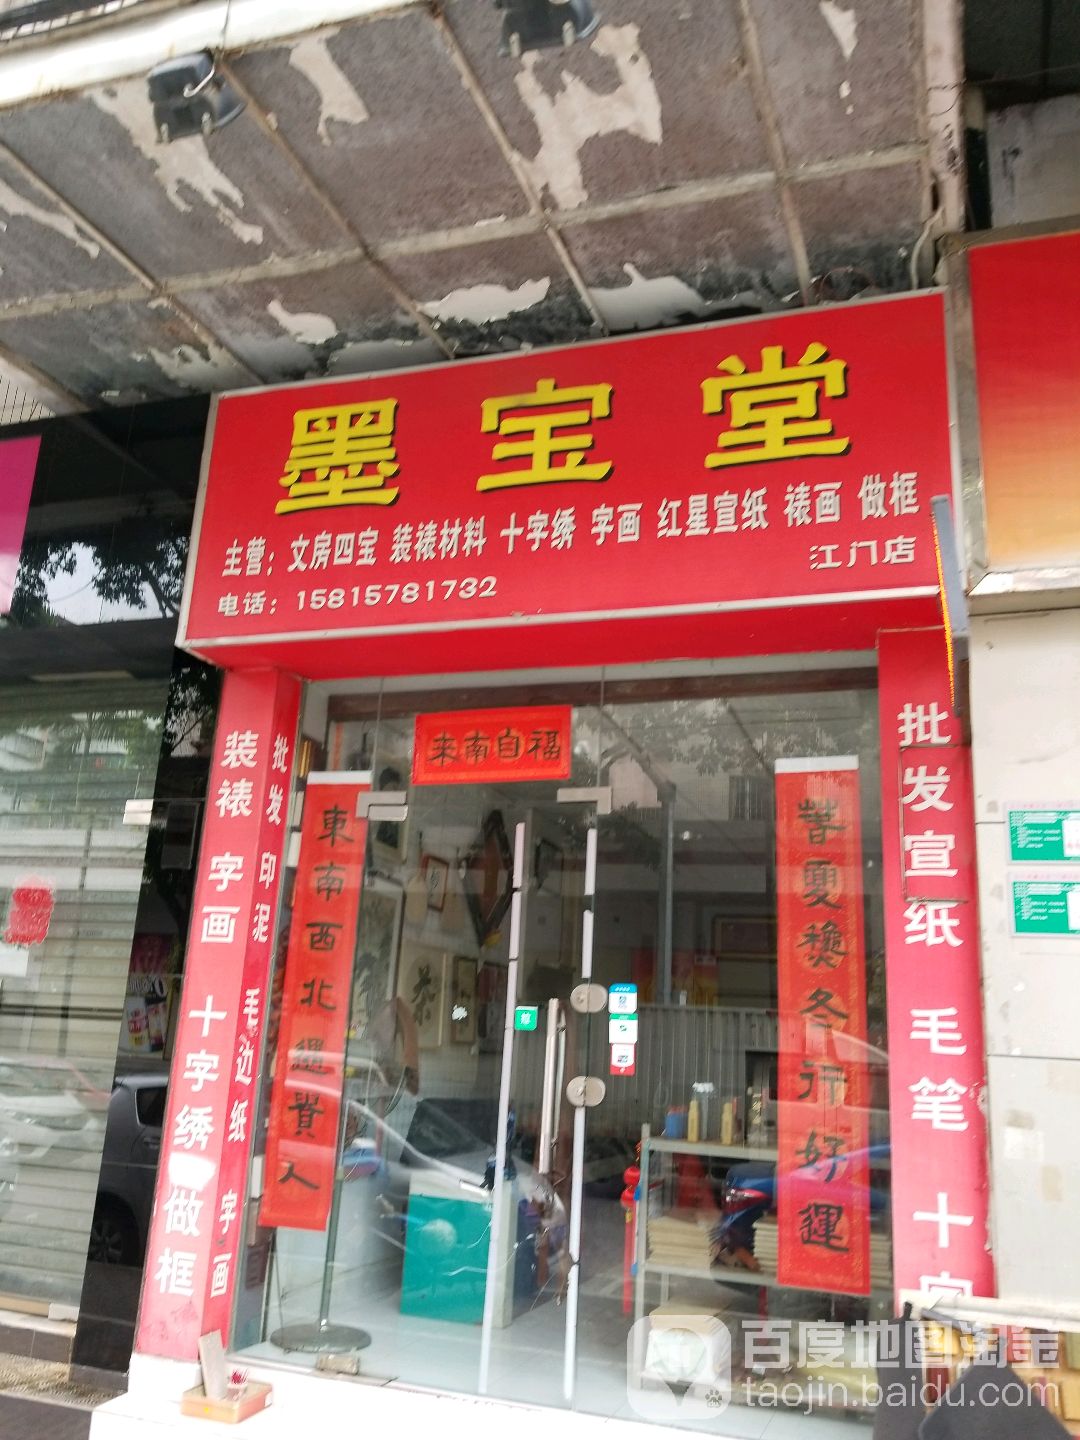 墨宝堂
主营：文房四宝 装裱材料 十字绣 字画 红星宣纸 裱画 做框
电话：15815781732
江门店
来南自福
東南西北遇貴人
春夏秋冬行好運
装裱 字画 十字绣 做框
批发印泥 毛边纸 字画
批发宣纸 毛笔 十字
百度地图淘金
taojin.baidu.com